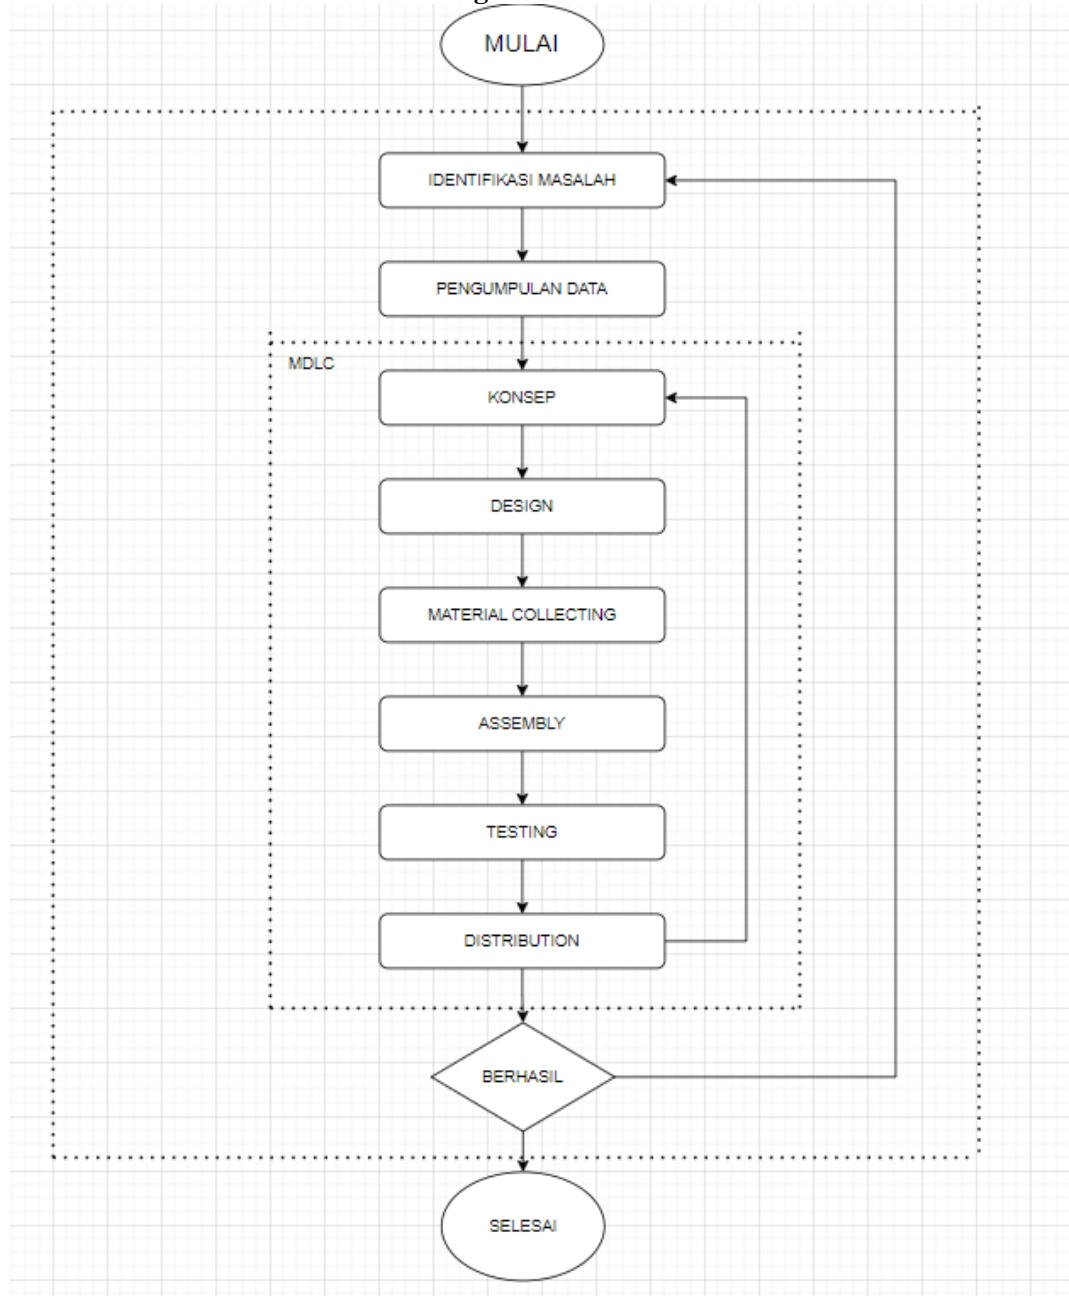 MULAI
IDENTIFIKASI MASALAH
PENGUMPULAN DATA
MDLC
KONSEP
DESIGN
MATERIAL COLLECTING
ASSEMBLY
TESTING
DISTRIBUTION
BERHASIL
SELESAI